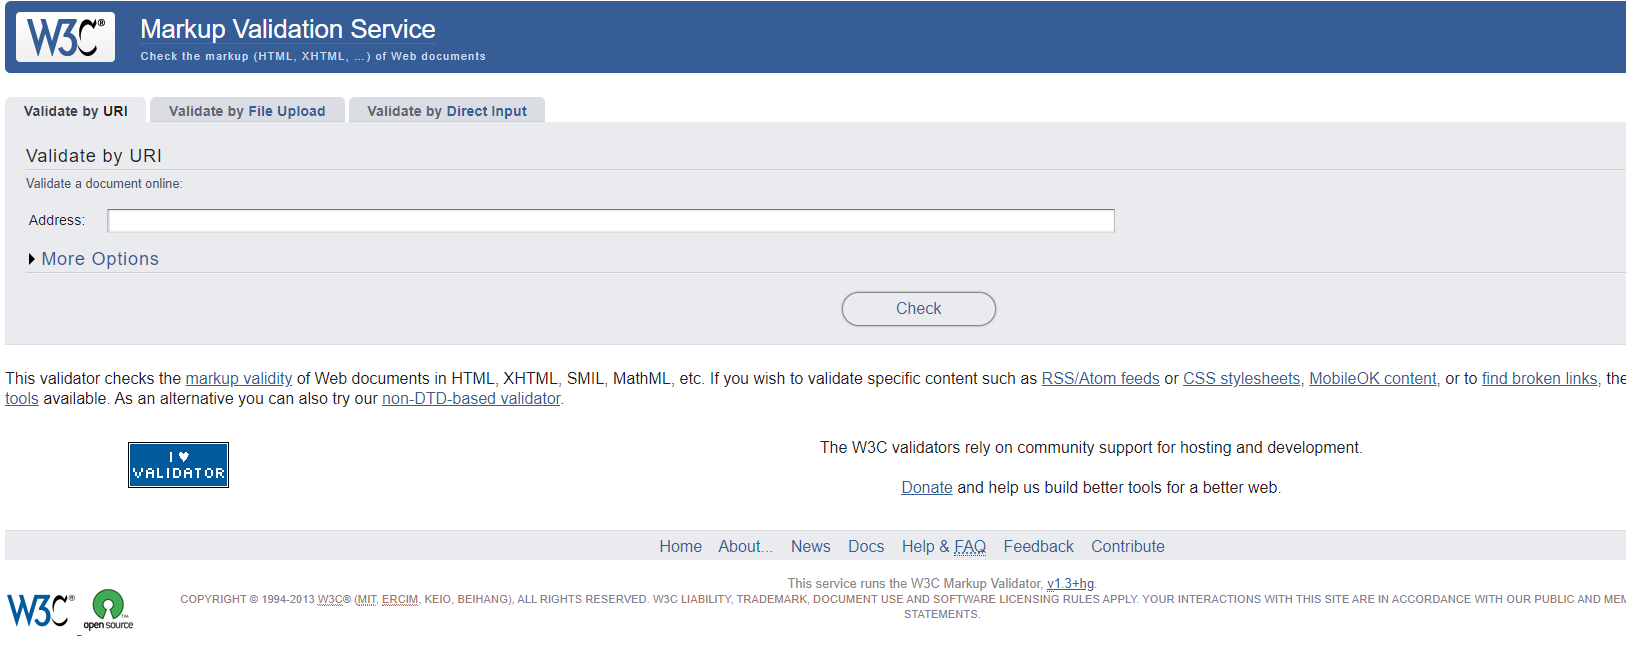 W3C®
Markup Validation Service
Check the markup (HTML, XHTML, …) of Web documents
Validate by URI
Validate by File Upload
Validate by Direct Input
Validate by URI
Validate a document online:
Address:
More Options
Check
This validator checks the markup validity of Web documents in HTML, XHTML, SMIL, MathML, etc. If you wish to validate specific content such as RSS/Atom feeds or CSS stylesheets, MobileOK content, or to find broken links, the
tools available. As an alternative you can also try our non-DTD-based validator.
I ♥
VALIDATOR
The W3C validators rely on community support for hosting and development.
Donate and help us build better tools for a better web.
Home About... News Docs Help & FAQ Feedback Contribute
This service runs the W3C Markup Validator, v1.3+hg.
COPYRIGHT © 1994-2013 W3C® (MIT, ERCIM, KEIO, BEIHANG), ALL RIGHTS RESERVED. W3C LIABILITY, TRADEMARK, DOCUMENT USE AND SOFTWARE LICENSING RULES APPLY. YOUR INTERACTIONS WITH THIS SITE ARE IN ACCORDANCE WITH OUR PUBLIC AND MEM
STATEMENTS.
W3C®
open source™